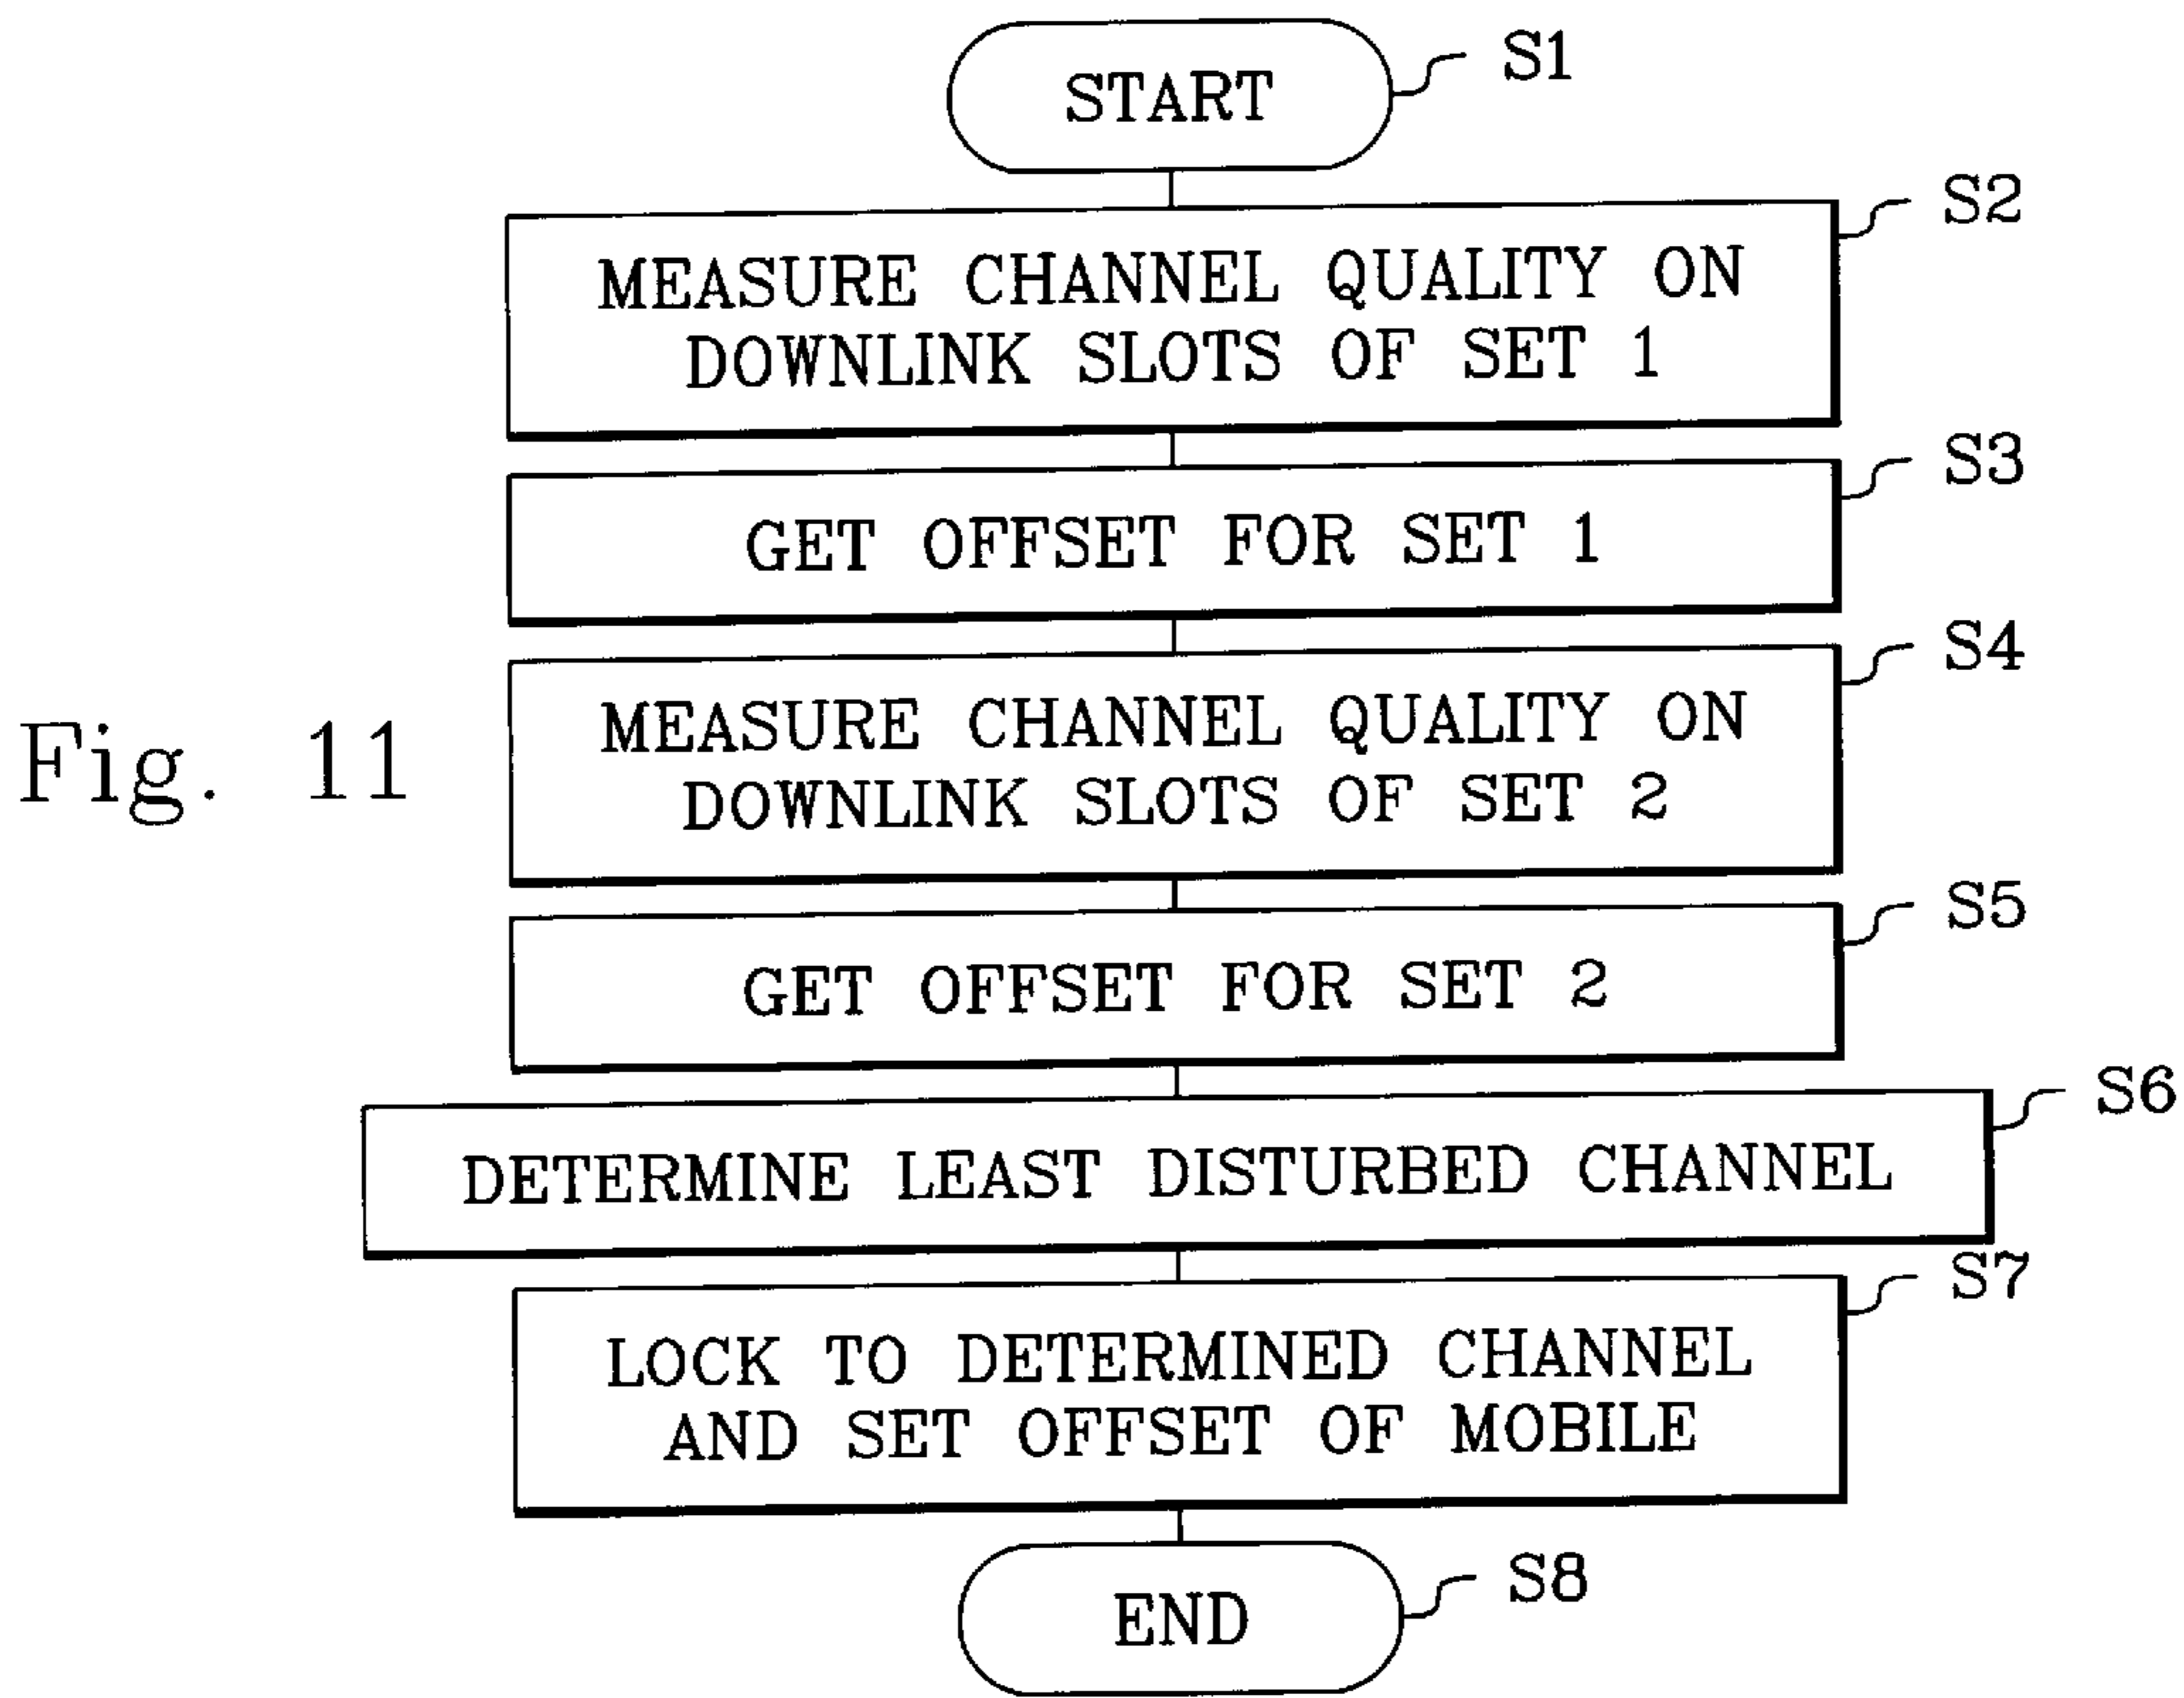 START
S1
MEASURE CHANNEL QUALITY ON
DOWNLINK SLOTS OF SET 1
S2
GET OFFSET FOR SET 1
S3
MEASURE CHANNEL QUALITY ON
DOWNLINK SLOTS OF SET 2
S4
Fig. 11
GET OFFSET FOR SET 2
S5
DETERMINE LEAST DISTURBED CHANNEL
S6
LOCK TO DETERMINED CHANNEL
AND SET OFFSET OF MOBILE
S7
END
S8